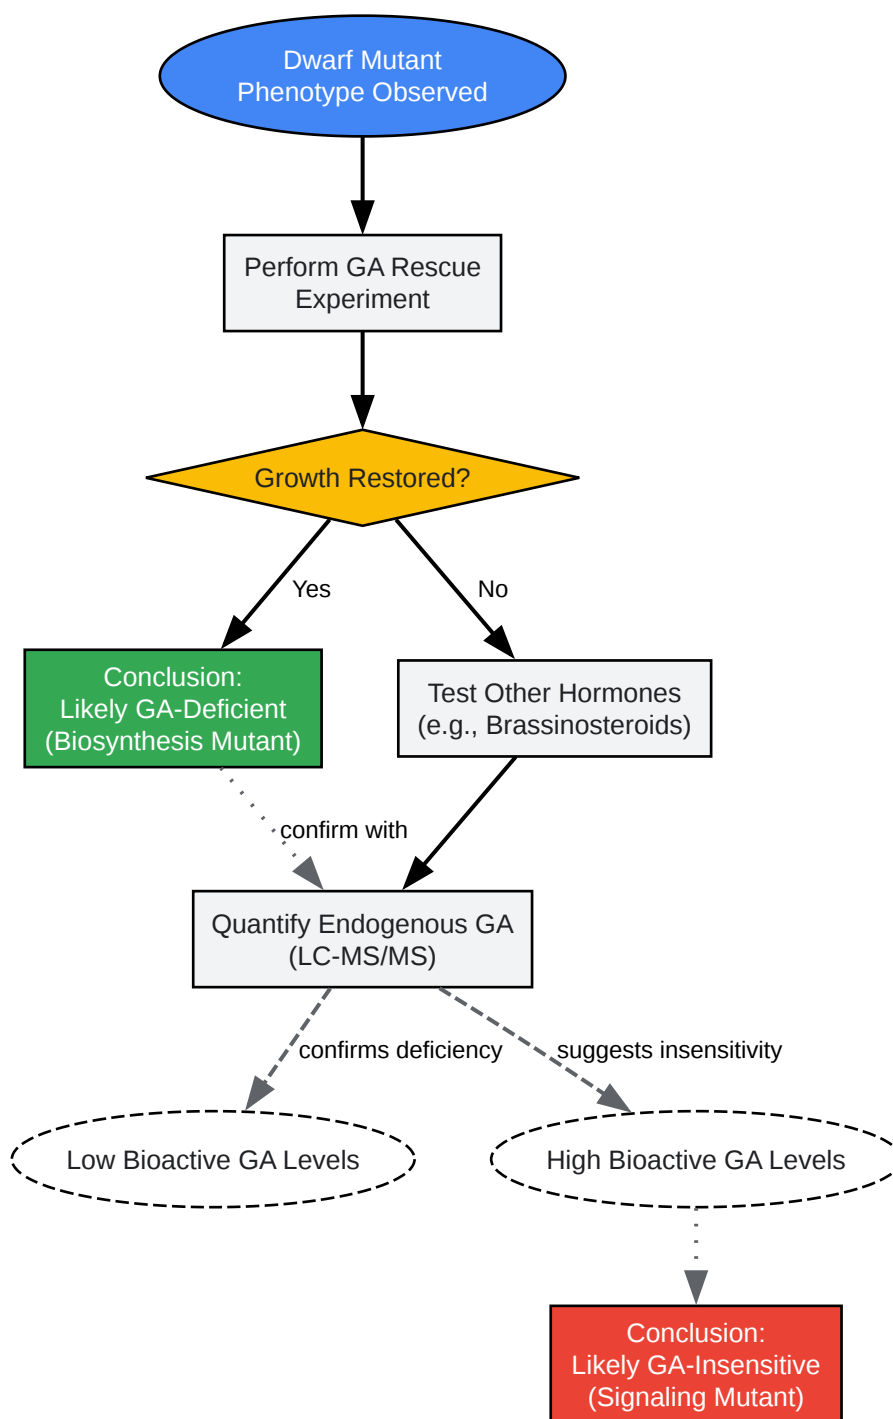 Dwarf Mutant
Phenotype Observed
Perform GA Rescue
Experiment
Growth Restored?
Yes
No
Conclusion:
Likely GA-Deficient
(Biosynthesis Mutant)
Test Other Hormones
(e.g., Brassinosteroids)
confirm with
Quantify Endogenous GA
(LC-MS/MS)
confirms deficiency
suggests insensitivity
Low Bioactive GA Levels
High Bioactive GA Levels
Conclusion:
Likely GA-Insensitive
(Signaling Mutant)